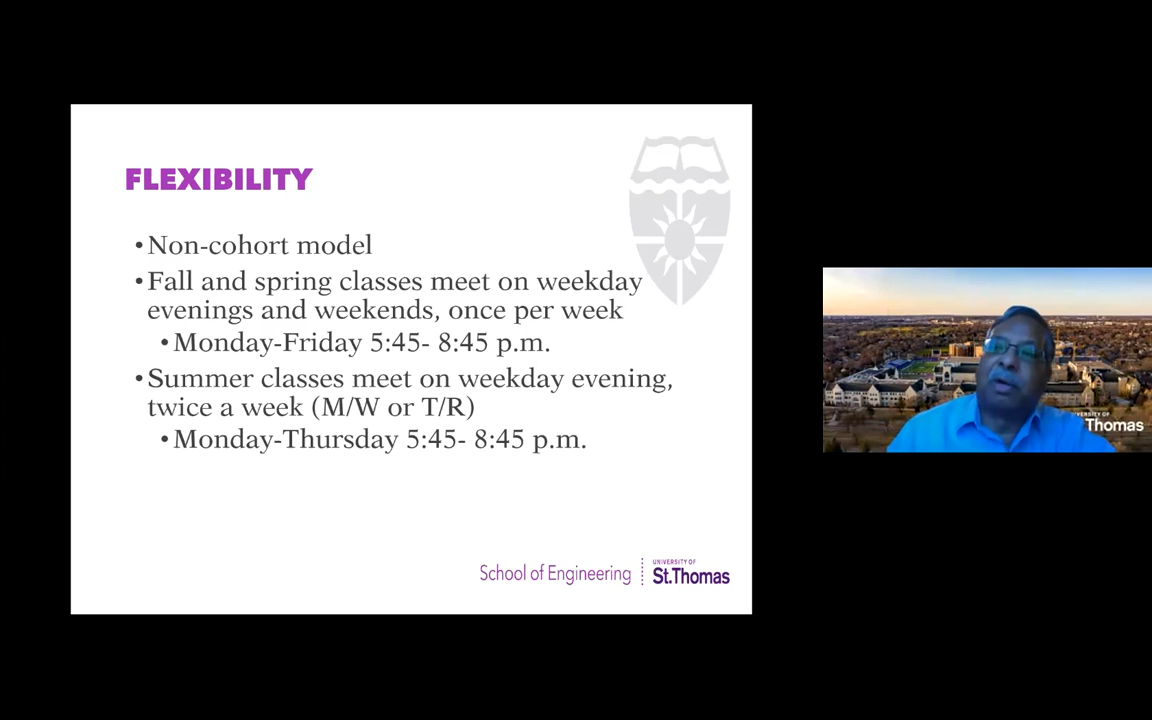 FLEXIBILITY
•Non-cohort model
•Fall and spring classes meet on weekday
evenings and weekends, once per week
•Monday-Friday 5:45- 8:45 p.m.
•Summer classes meet on weekday evening,
twice a week (M/W or T/R)
•Monday-Thursday 5:45- 8:45 p.m.
School of Engineering
UNIVERSITY OF
St.Thomas
VERSITY OF
Thomas